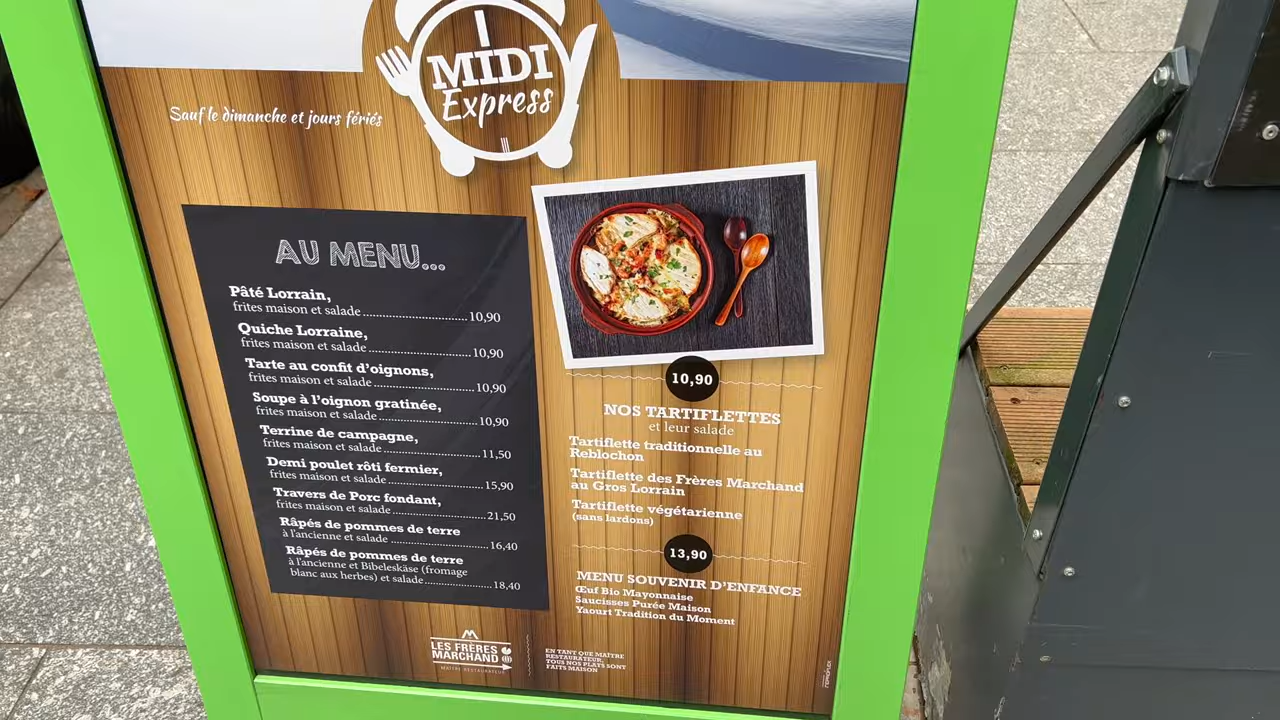 MIDI
Express
Sauf le dimanche et jours fériés
AU MENU...
Pâté Lorrain,
frites maison et salade.........................10,90
Quiche Lorraine,
frites maison et salade.........................10,90
Tarte au confit d'oignons,
frites maison et salade.........................10,90
Soupe à l'oignon gratinée,
frites maison et salade.........................10,90
Terrine de campagne,
frites maison et salade.........................11,50
Demi poulet rôti fermier,
frites maison et salade.........................15,90
Travers de Porc fondant,
frites maison et salade.........................21,50
Râpés de pommes de terre
à l'ancienne et salade.........................16,40
Râpés de pommes de terre
à l'ancienne et Bibeleskäse (fromage
blanc aux herbes) et salade.........................18,40
10,90
NOS TARTIFLETTES
et leur salade
Tartiflette traditionnelle au
Reblochon
Tartiflette des Frères Marchand
au Gros Lorrain
Tartiflette végétarienne
(sans lardons)
13,90
MENU SOUVENIR D'ENFANCE
Œuf Bio Mayonnaise
Saucisses Purée Maison
Yaourt Tradition du Moment
LES FRÈRES
MARCHAND
MAÎTRE RESTAURATEUR
EN TANT QUE MAÎTRE
RESTAURATEUR,
TOUS NOS PLATS SONT
FAITS MAISON